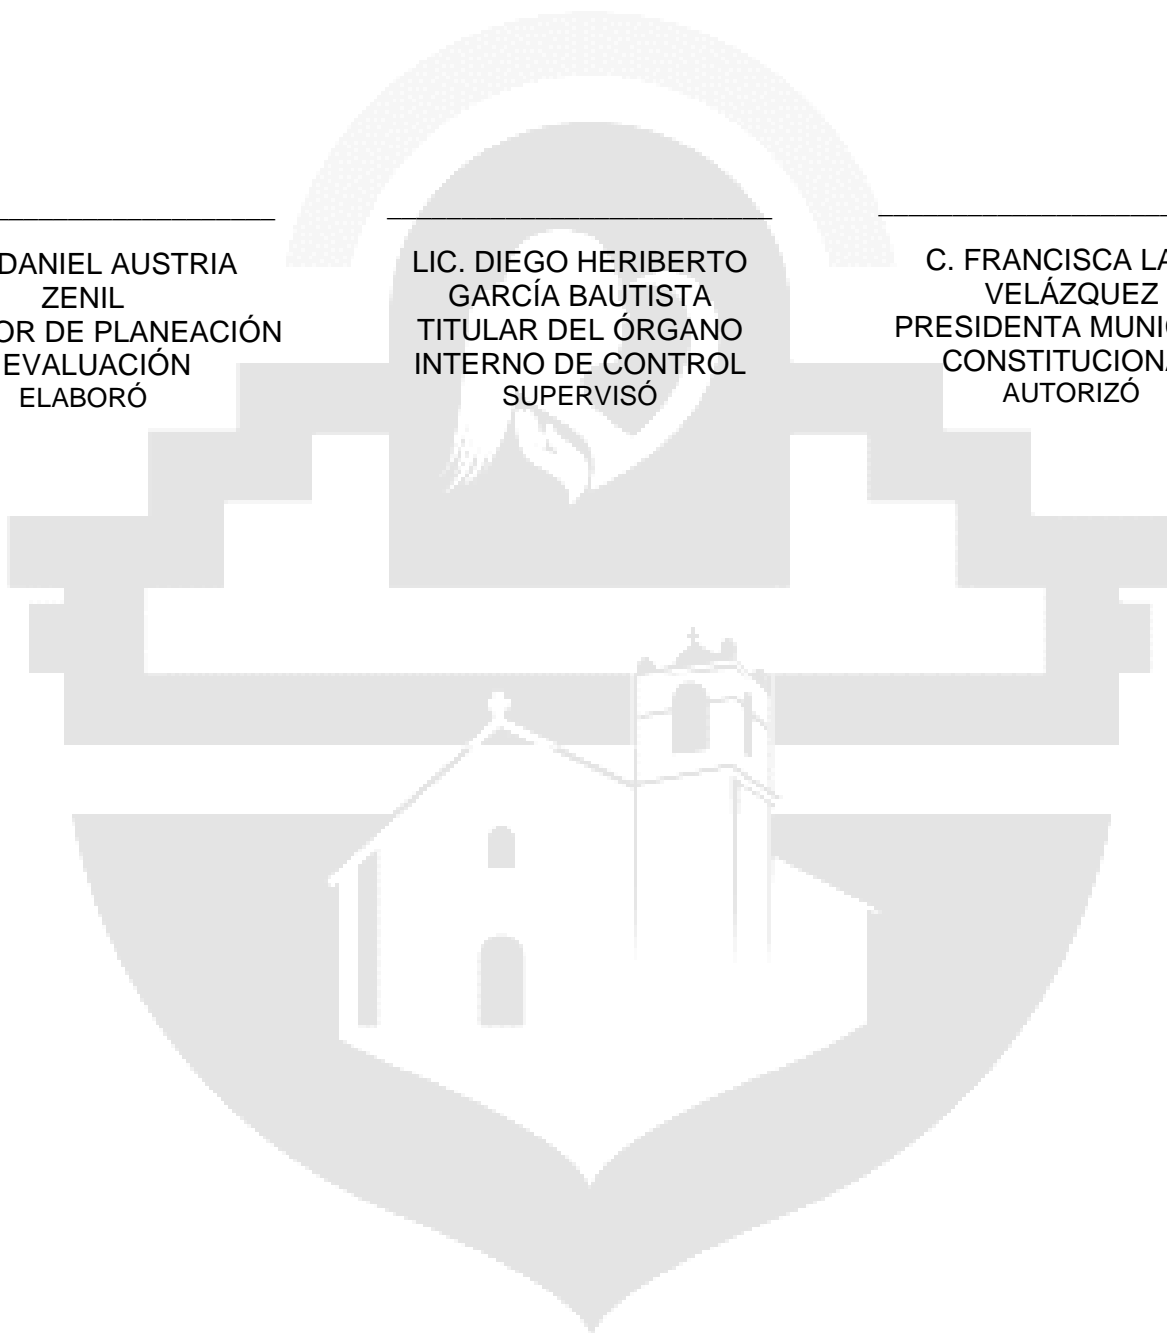 DANIEL AUSTRIA
ZENIL
OR DE PLANEACIÓN
EVALUACIÓN
ELABORÓ
LIC. DIEGO HERIBERTO
GARCÍA BAUTISTA
TITULAR DEL ÓRGANO
INTERNO DE CONTROL
SUPERVISÓ
C. FRANCISCA LA
VELÁZQUEZ
PRESIDENTA MUNIC
CONSTITUCIONA
AUTORIZÓ